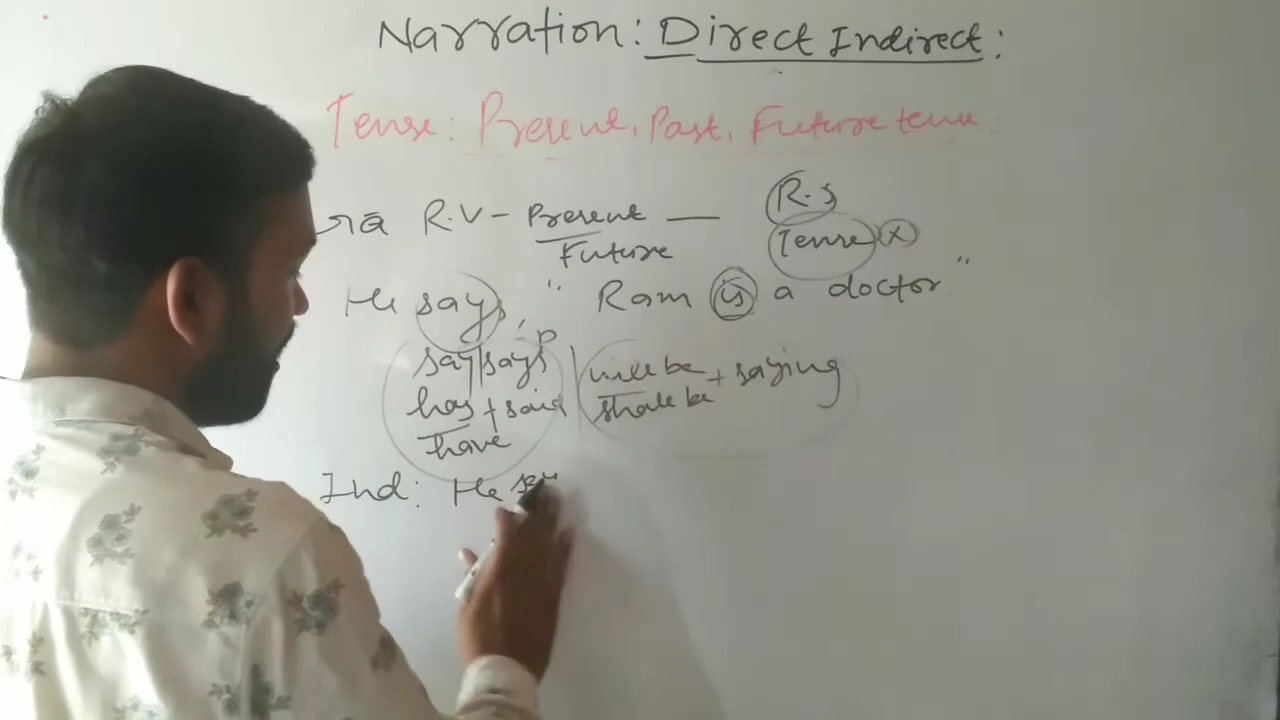 Narration: Direct Indirect:
Tense: Present, Past, Future tense
R.V - Present — R.S
Future Tense (x)
He says, " Ram is a doctor "
say/says P | will be + saying
has + said shall be
have
Ind: He